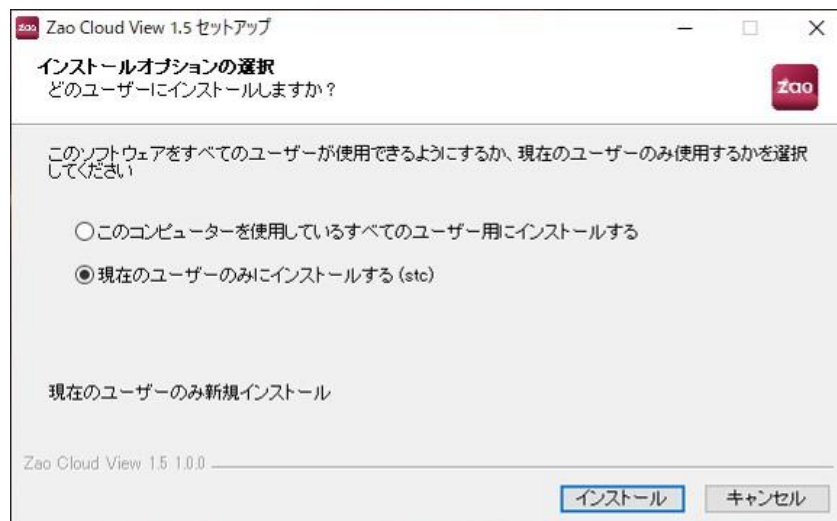 zao Zao Cloud View 1.5 セットアップ
インストールオプションの選択
どのユーザーにインストールしますか？
zao
このソフトウェアをすべてのユーザーが使用できるようにするか、現在のユーザーのみ使用するかを選択
してください
このコンピューターを使用しているすべてのユーザー用にインストールする
現在のユーザーのみにインストールする (stc)
現在のユーザーのみ新規インストール
Zao Cloud View 1.5 1.0.0
インストール キャンセル